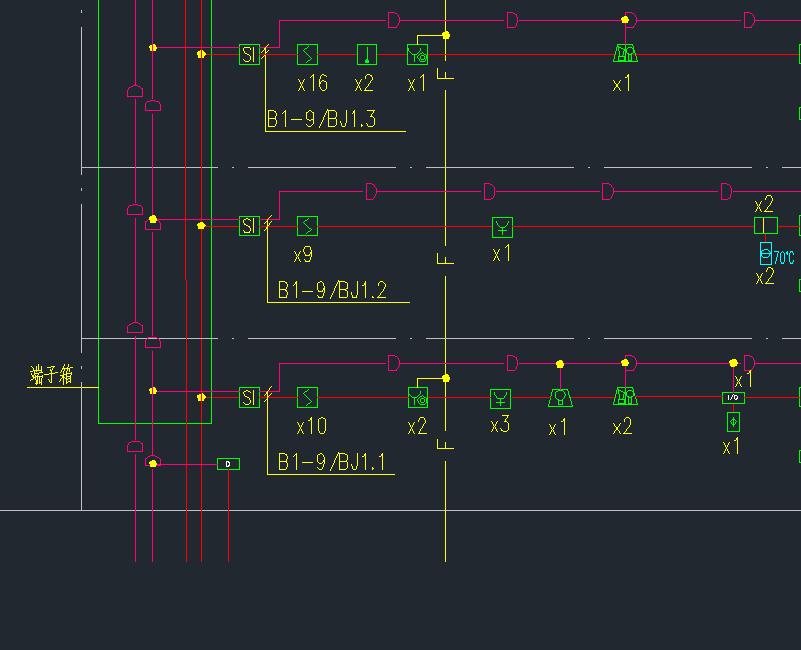 D D D D
SI
x16 x2 x1 F x1
B1-9/BJ1.3
D D D D
x2
SI
x9 x1 70℃
x2
F
B1-9/BJ1.2
D D D D
端子箱
x1
SI I/O
x10 x2 x3 x1 x2
x1
F
B1-9/BJ1.1
D